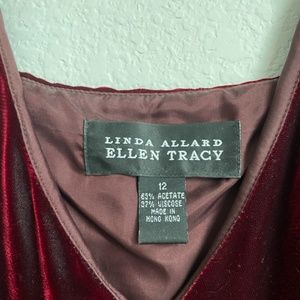 LINDA ALLARD
ELLEN TRACY
12
63% ACETATE
37% VISCOSE
MADE IN
HONG KONG